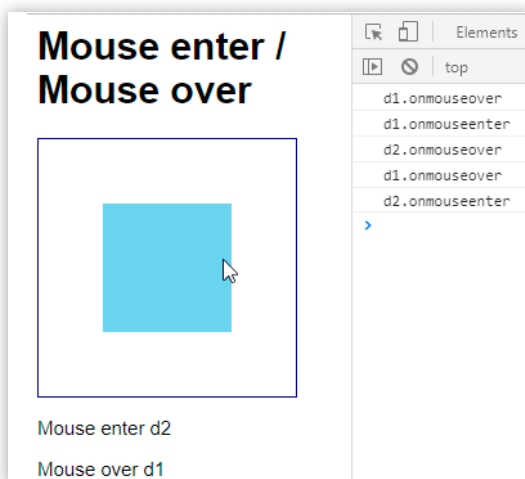 Mouse enter /
Mouse over
Mouse enter d2
Mouse over d1
Elements
top
d1.onmouseover
d1.onmouseenter
d2.onmouseover
d1.onmouseover
d2.onmouseenter